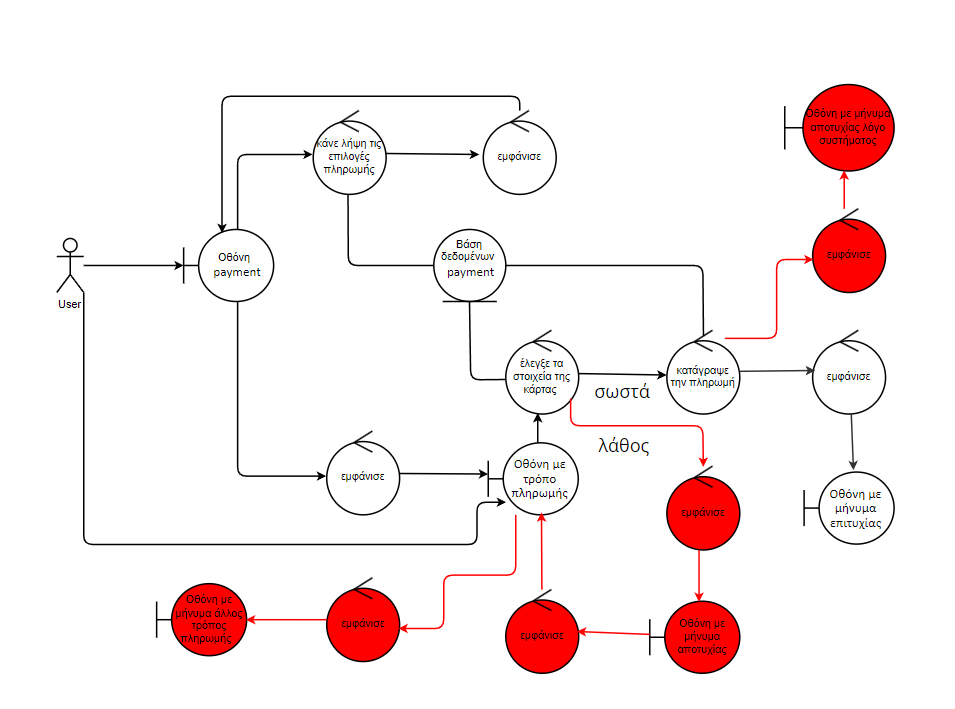 Οθόνη με μήνυμα
αποτυχίας λόγο
συστήματος
κάνε λήψη τις
επιλογές
πληρωμής
εμφάνισε
Οθόνη
payment
Βάση
δεδομένων
payment
εμφάνισε
User
έλεγξε τα
στοιχεία της
κάρτας
σωστά
κατάγραψε
την πληρωμή
εμφάνισε
λάθος
εμφάνισε
Οθόνη με
τρόπο
πληρωμής
εμφάνισε
Οθόνη με
μήνυμα
επιτυχίας
Οθόνη με
μήνυμα άλλος
τρόπος
πληρωμής
εμφάνισε
εμφάνισε
Οθόνη με
μήνυμα
αποτυχίας